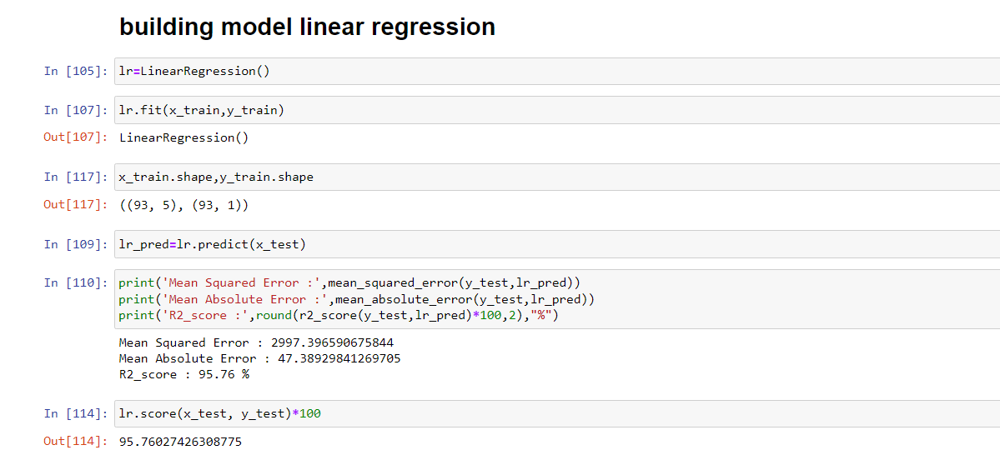 building model linear regression
In [105]: lr=LinearRegression()
In [107]: lr.fit(x_train,y_train)
Out[107]: LinearRegression()
In [117]: x_train.shape,y_train.shape
Out[117]: ((93, 5), (93, 1))
In [109]: lr_pred=lr.predict(x_test)
In [110]: print('Mean Squared Error :',mean_squared_error(y_test,lr_pred))
print('Mean Absolute Error :',mean_absolute_error(y_test,lr_pred))
print('R2_score :',round(r2_score(y_test,lr_pred)*100,2),"%")
Mean Squared Error : 2997.396590675844
Mean Absolute Error : 47.38929841269705
R2_score : 95.76 %
In [114]: lr.score(x_test, y_test)*100
Out[114]: 95.76027426308775